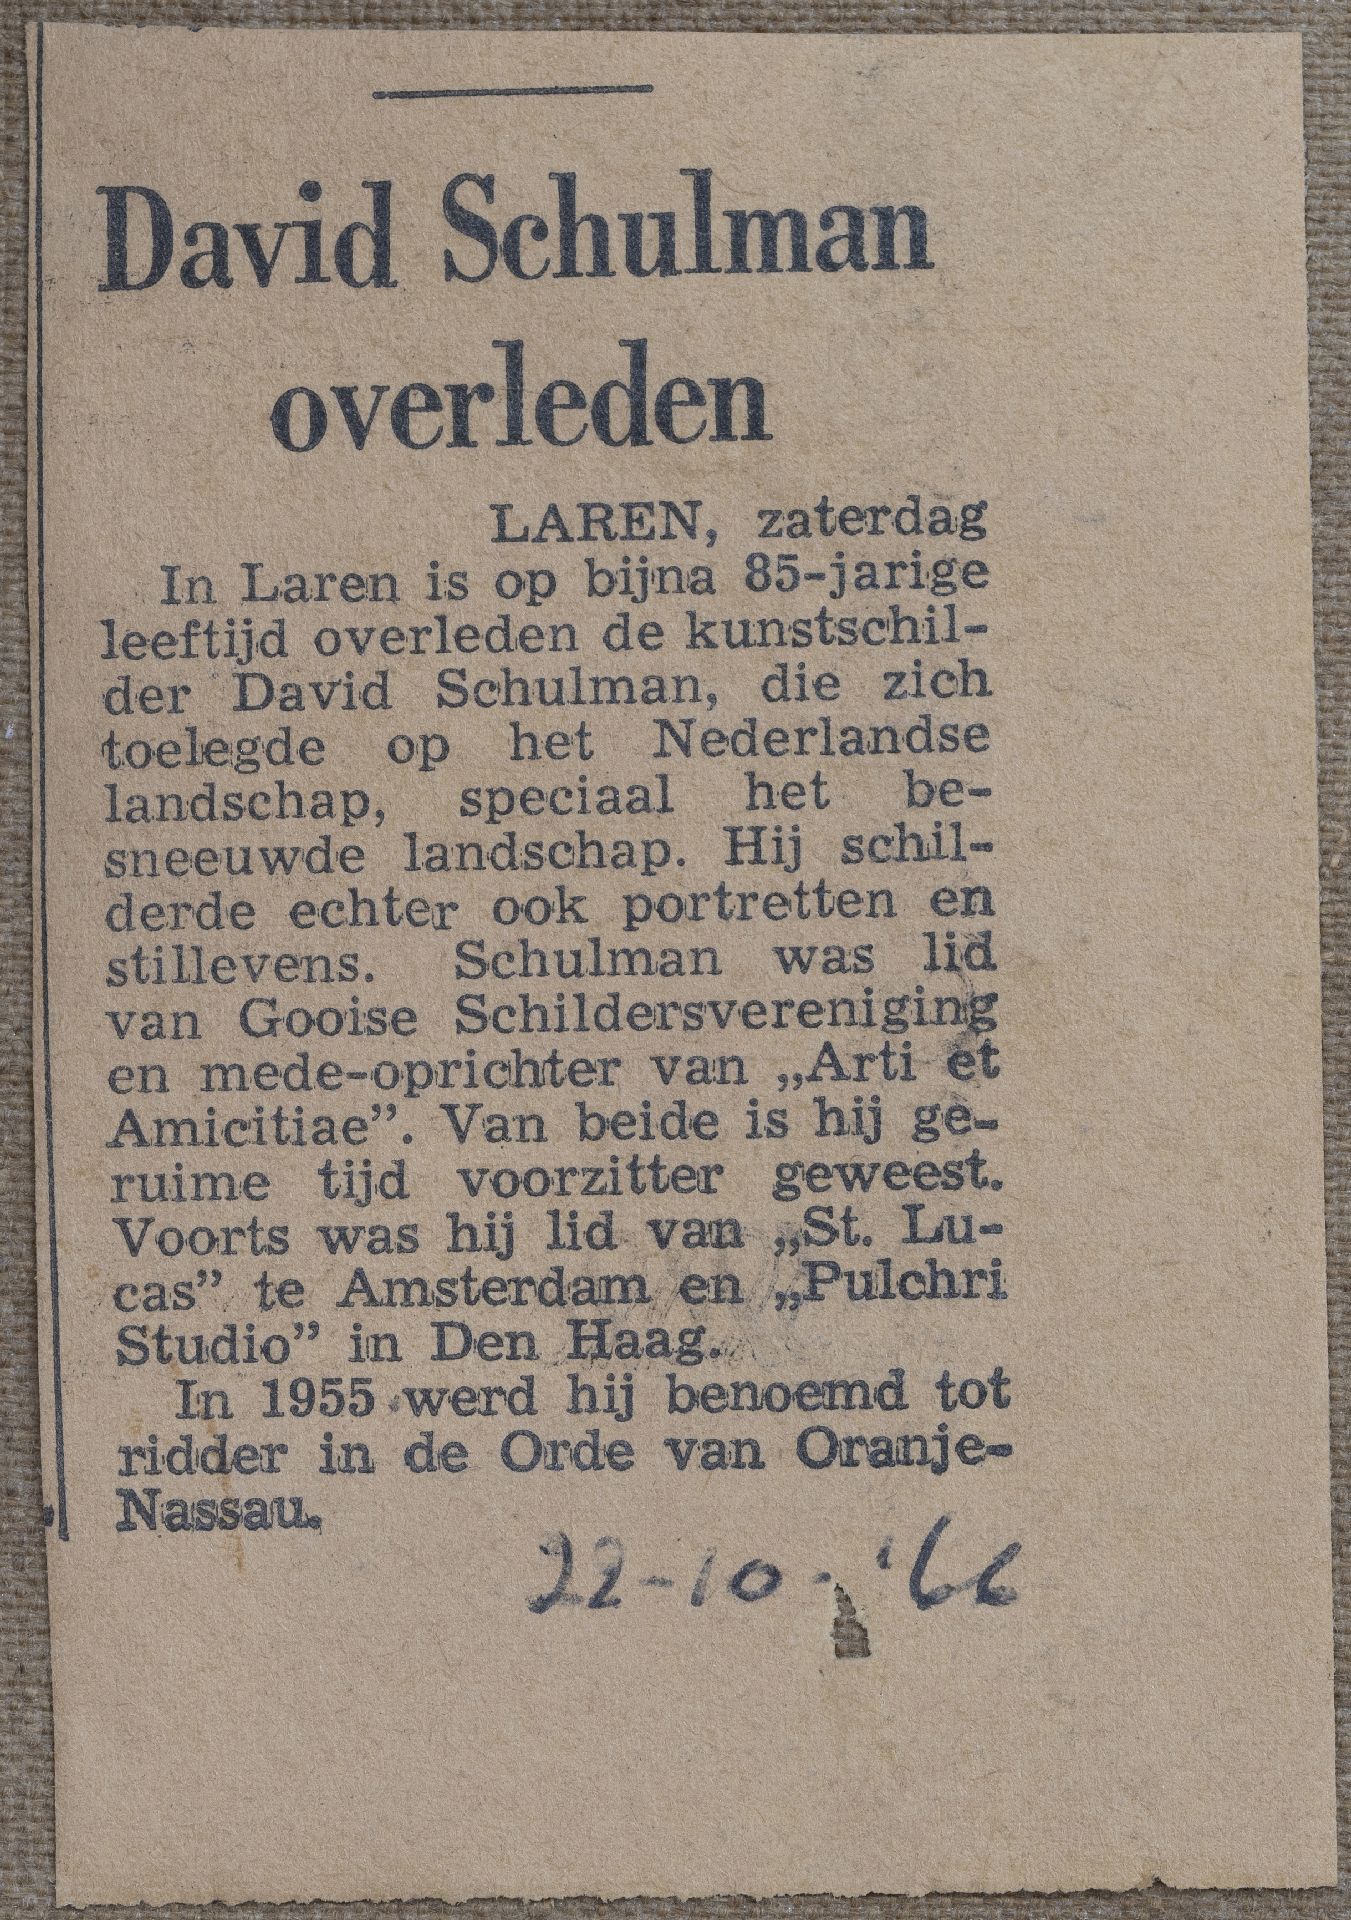 David Schulman
overleden
LAREN, zaterdag
In Laren is op bijna 85-jarige
leeftijd overleden de kunstschil-
der David Schulman, die zich
toelegde op het Nederlandse
landschap, speciaal het be-
sneeuwde landschap. Hij schil-
derde echter ook portretten en
stillevens. Schulman was lid
van Gooise Schildersvereniging
en mede-oprichter van „Arti et
Amicitiae”. Van beide is hij ge-
ruime tijd voorzitter geweest.
Voorts was hij lid van „St. Lu-
cas” te Amsterdam en „Pulchri
Studio” in Den Haag.
In 1955 werd hij benoemd tot
ridder in de Orde van Oranje-
Nassau.
22-10-'66